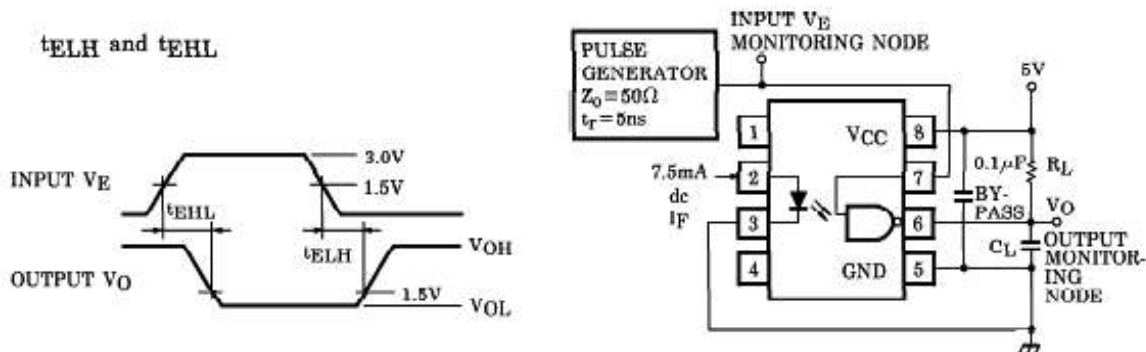 tELH and tEHL
INPUT VE
3.0V
1.5V
tEHL
tELH
VOH
OUTPUT VO
1.5V
VOL
INPUT VE
MONITORING NODE
PULSE
GENERATOR
ZO=50Ω
tr=5ns
5V
1
VCC
8
7.5mA
dc
IF
2
7
0.1μF
BY-
PASS
RL
3
6
VO
4
GND
5
CL
OUTPUT
MONITOR-
ING
NODE